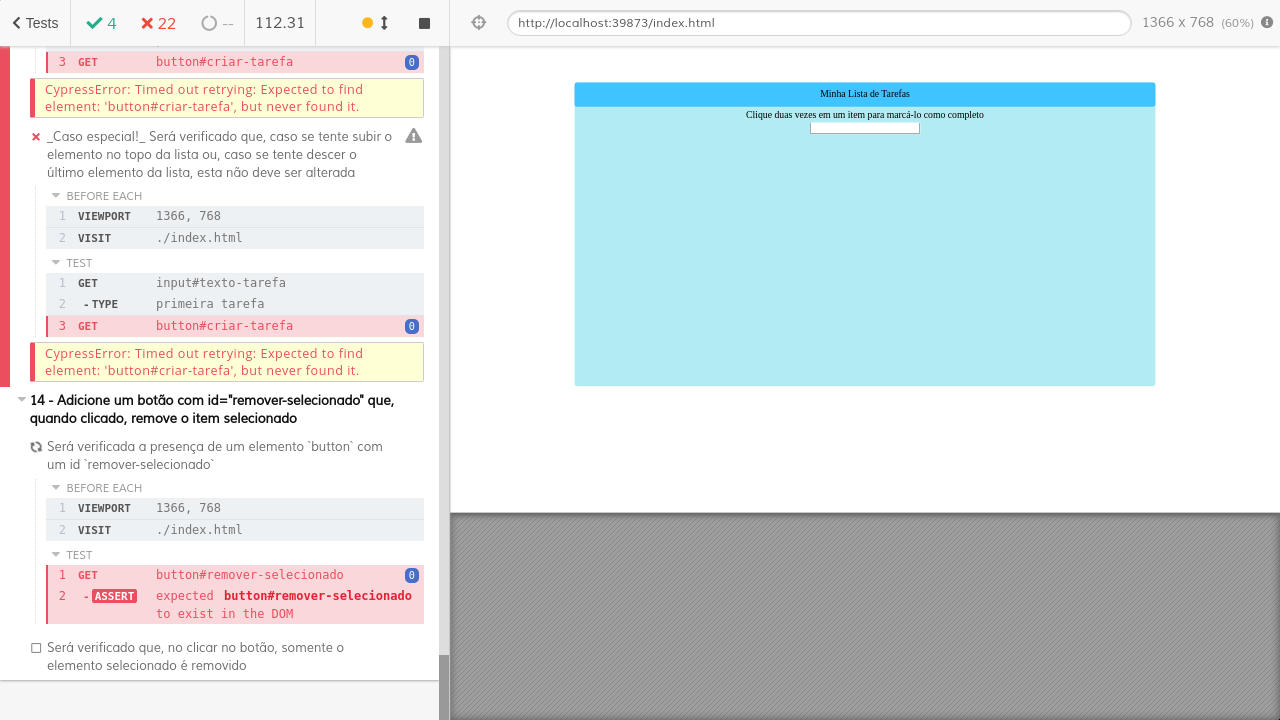 Tests
4
22
--
112.31
http://localhost:39873/index.html
1366 x 768 (60%)
3 GET button#criar-tarefa 0
CypressError: Timed out retrying: Expected to find
element: 'button#criar-tarefa', but never found it.
_Caso especial!_ Será verificado que, caso se tente subir o
elemento no topo da lista ou, caso se tente descer o
último elemento da lista, esta não deve ser alterada
BEFORE EACH
1 VIEWPORT 1366, 768
2 VISIT ./index.html
TEST
1 GET input#texto-tarefa
2 -TYPE primeira tarefa
3 GET button#criar-tarefa 0
CypressError: Timed out retrying: Expected to find
element: 'button#criar-tarefa', but never found it.
14 - Adicione um botão com id="remover-selecionado" que,
quando clicado, remove o item selecionado
Será verificada a presença de um elemento `button` com
um id `remover-selecionado`
BEFORE EACH
1 VIEWPORT 1366, 768
2 VISIT ./index.html
TEST
1 GET button#remover-selecionado 0
2 -ASSERT expected button#remover-selecionado
to exist in the DOM
Será verificado que, no clicar no botão, somente o
elemento selecionado é removido
Minha Lista de Tarefas
Clique duas vezes em um item para marcá-lo como completo